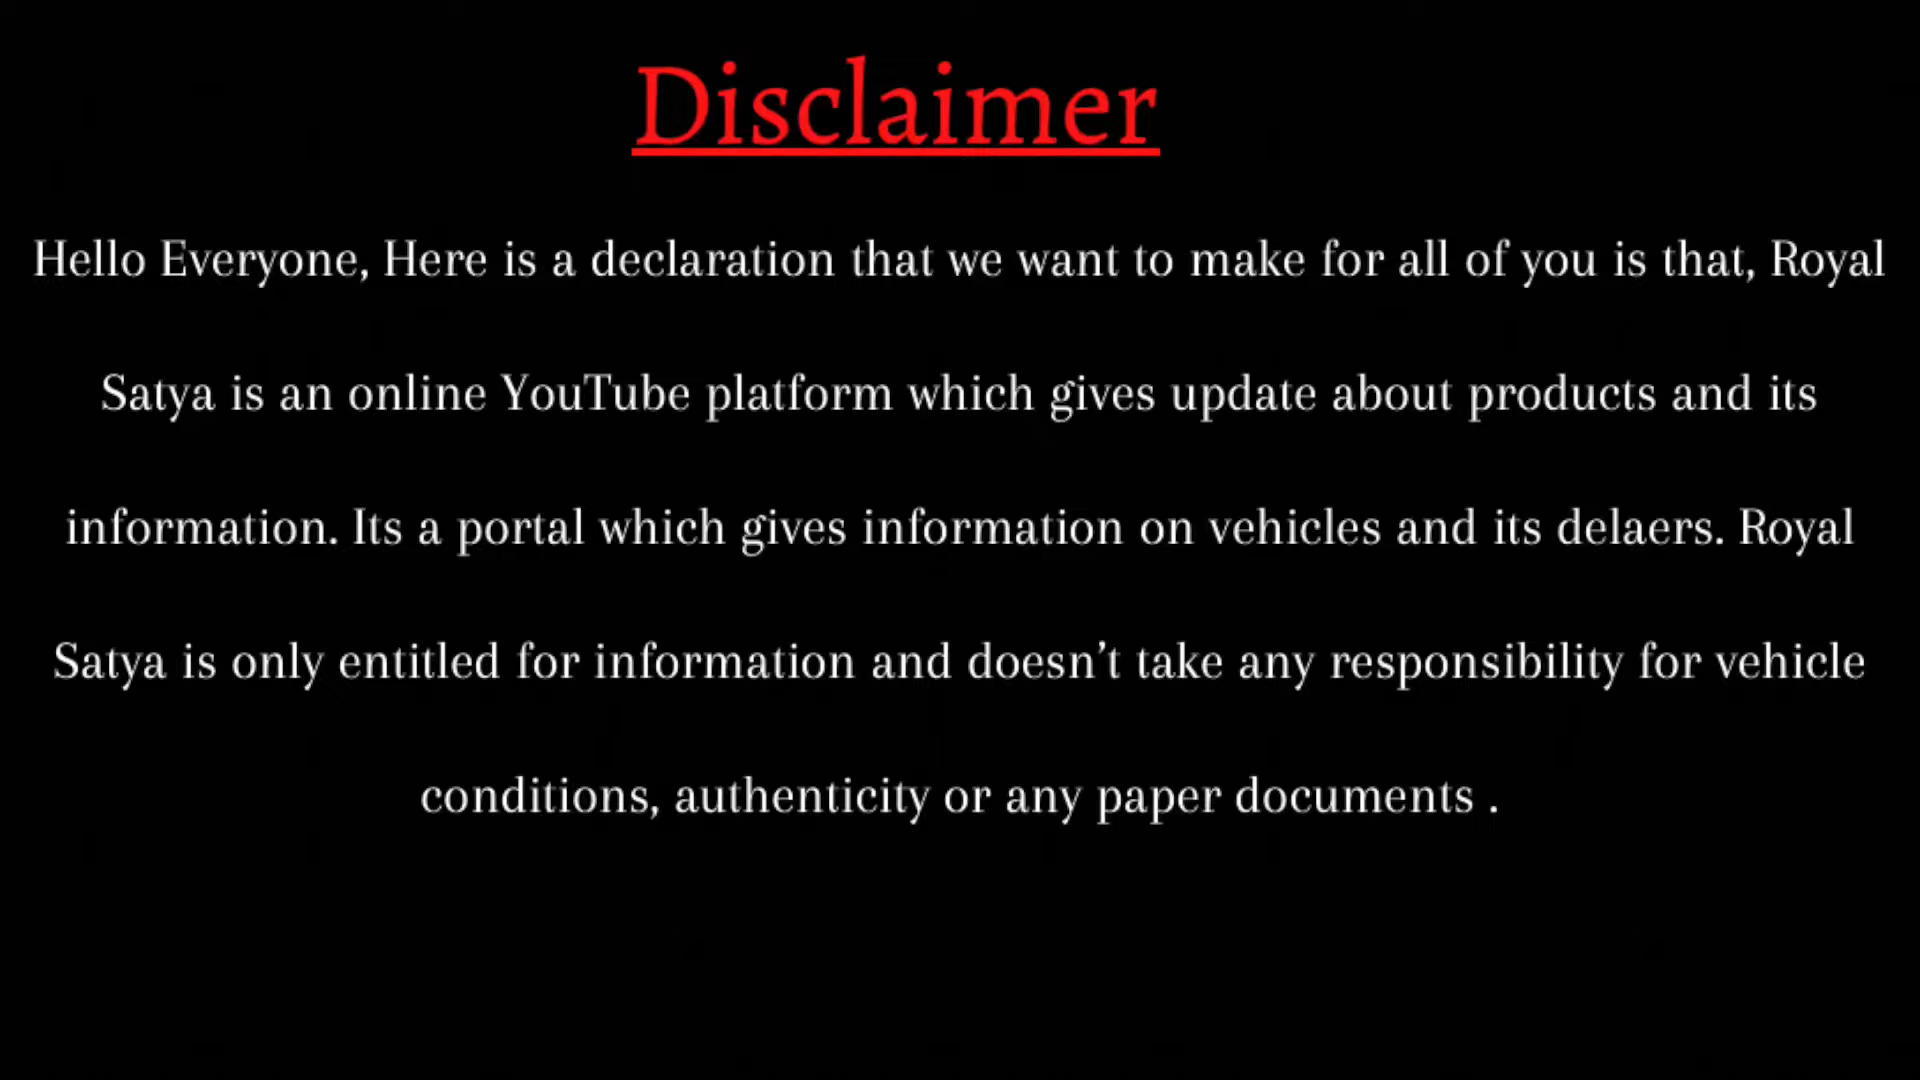 Disclaimer
Hello Everyone, Here is a declaration that we want to make for all of you is that, Royal
Satya is an online YouTube platform which gives update about products and its
information. Its a portal which gives information on vehicles and its delaers. Royal
Satya is only entitled for information and doesn’t take any responsibility for vehicle
conditions, authenticity or any paper documents .